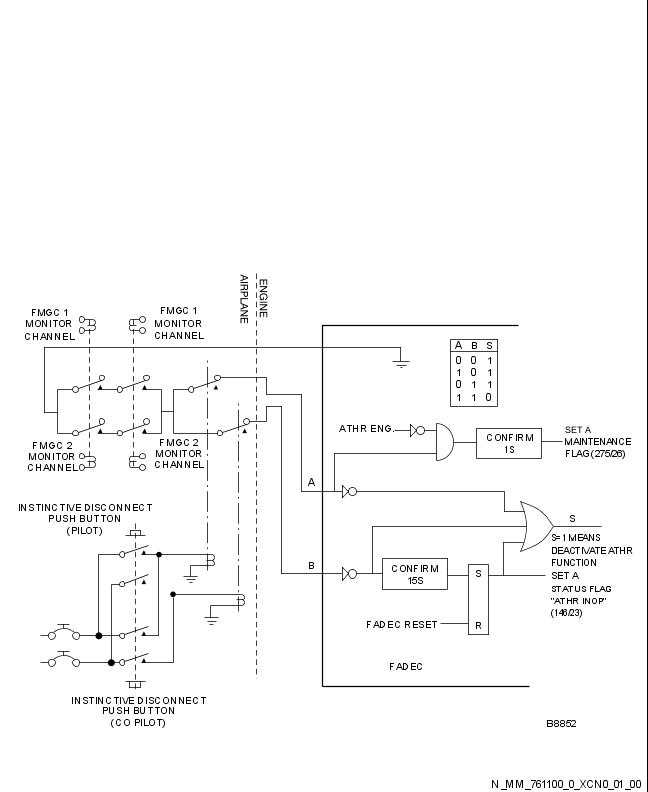 ENGINE
AIRPLANE
FMGC 1
MONITOR
CHANNEL
FMGC 1
MONITOR
CHANNEL
FMGC 2
MONITOR
CHANNEL
FMGC 2
MONITOR
CHANNEL
A B S
0 0 1
1 0 1
0 1 1
1 1 0
ATHR ENG.
CONFIRM
1S
SET A
MAINTENANCE
FLAG (275/26)
A
INSTINCTIVE DISCONNECT
PUSH BUTTON
(PILOT)
S
S=1 MEANS
DEACTIVATE ATHR
FUNCTION
B
CONFIRM
15S
S
SET A
STATUS FLAG
"ATHR INOP"
(146/23)
FADEC RESET
R
FADEC
INSTINCTIVE DISCONNECT
PUSH BUTTON
(CO PILOT)
B8852
N_MM_761100_0_XCN0_01_00